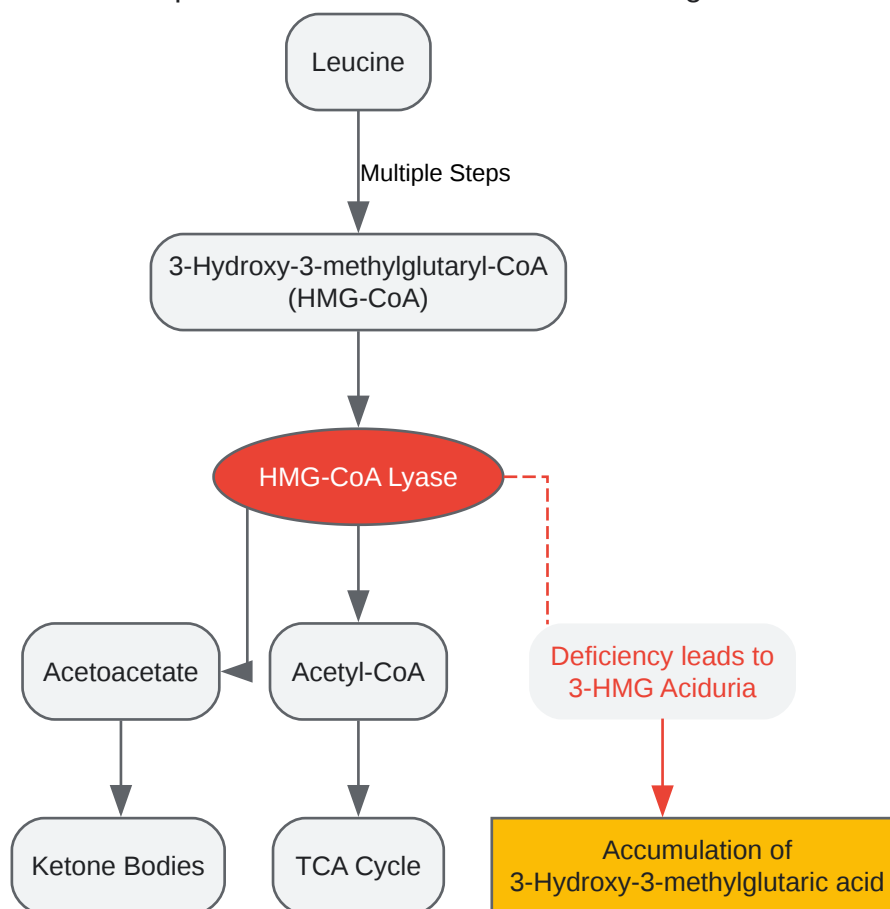 Leucine
Multiple Steps
3-Hydroxy-3-methylglutaryl-CoA
(HMG-CoA)
HMG-CoA Lyase
Acetoacetate
Acetyl-CoA
Deficiency leads to
3-HMG Aciduria
Ketone Bodies
TCA Cycle
Accumulation of
3-Hydroxy-3-methylglutaric acid